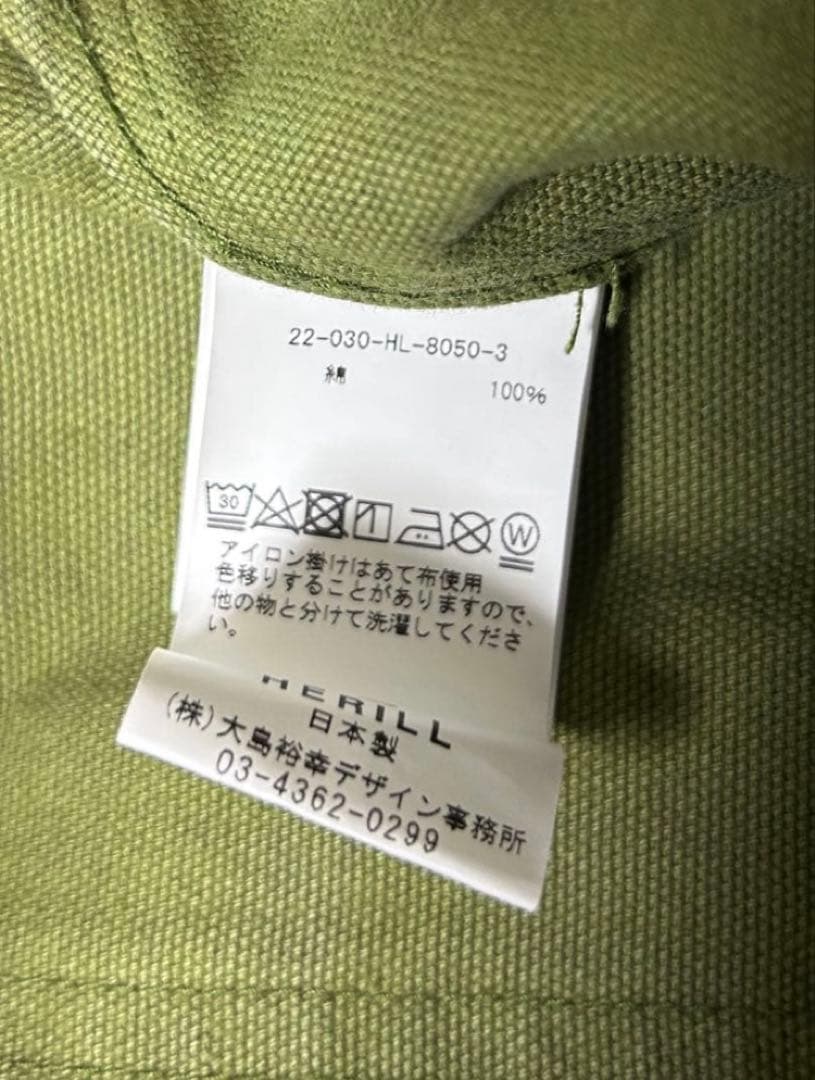 22-030-HL-8050-3
綿 100%
30 W
アイロン掛けはあて布使用
色移りすることがありますので、
他の物と分けて洗濯してくださ
い。
HERILL
日本製
(株)大島裕幸デザイン事務所
03-4362-0299